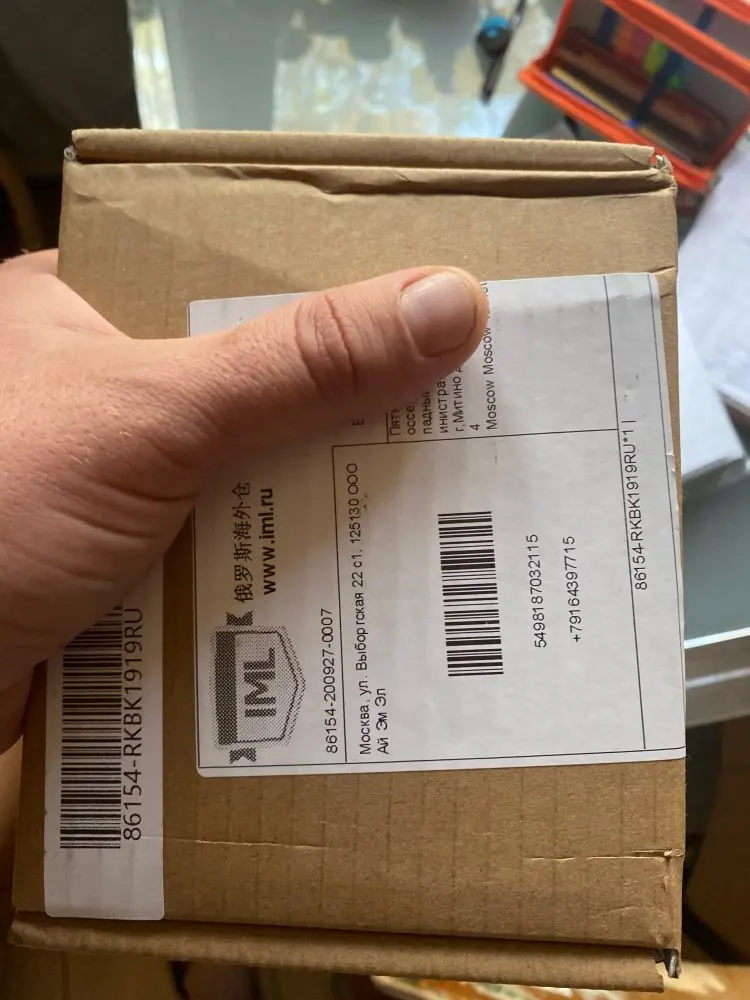 俄罗斯海外仓
www.iml.ru
IML
86154-200927-0007
Москва, ул. Выборгская 22 с1, 125130 ООО
Ай Эм Эл
5498187032115
+79164397715
г,Митино
4
Moscow Moscow
86154-RKBK1919RU*1
86154-RKBK1919RU